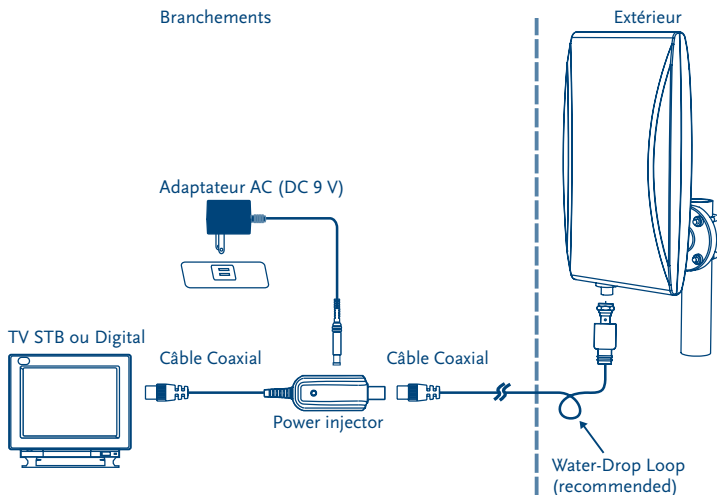 Branchements
Extérieur
Adaptateur AC (DC 9 V)
TV STB ou Digital
Câble Coaxial
Câble Coaxial
Power injector
Water-Drop Loop
(recommended)